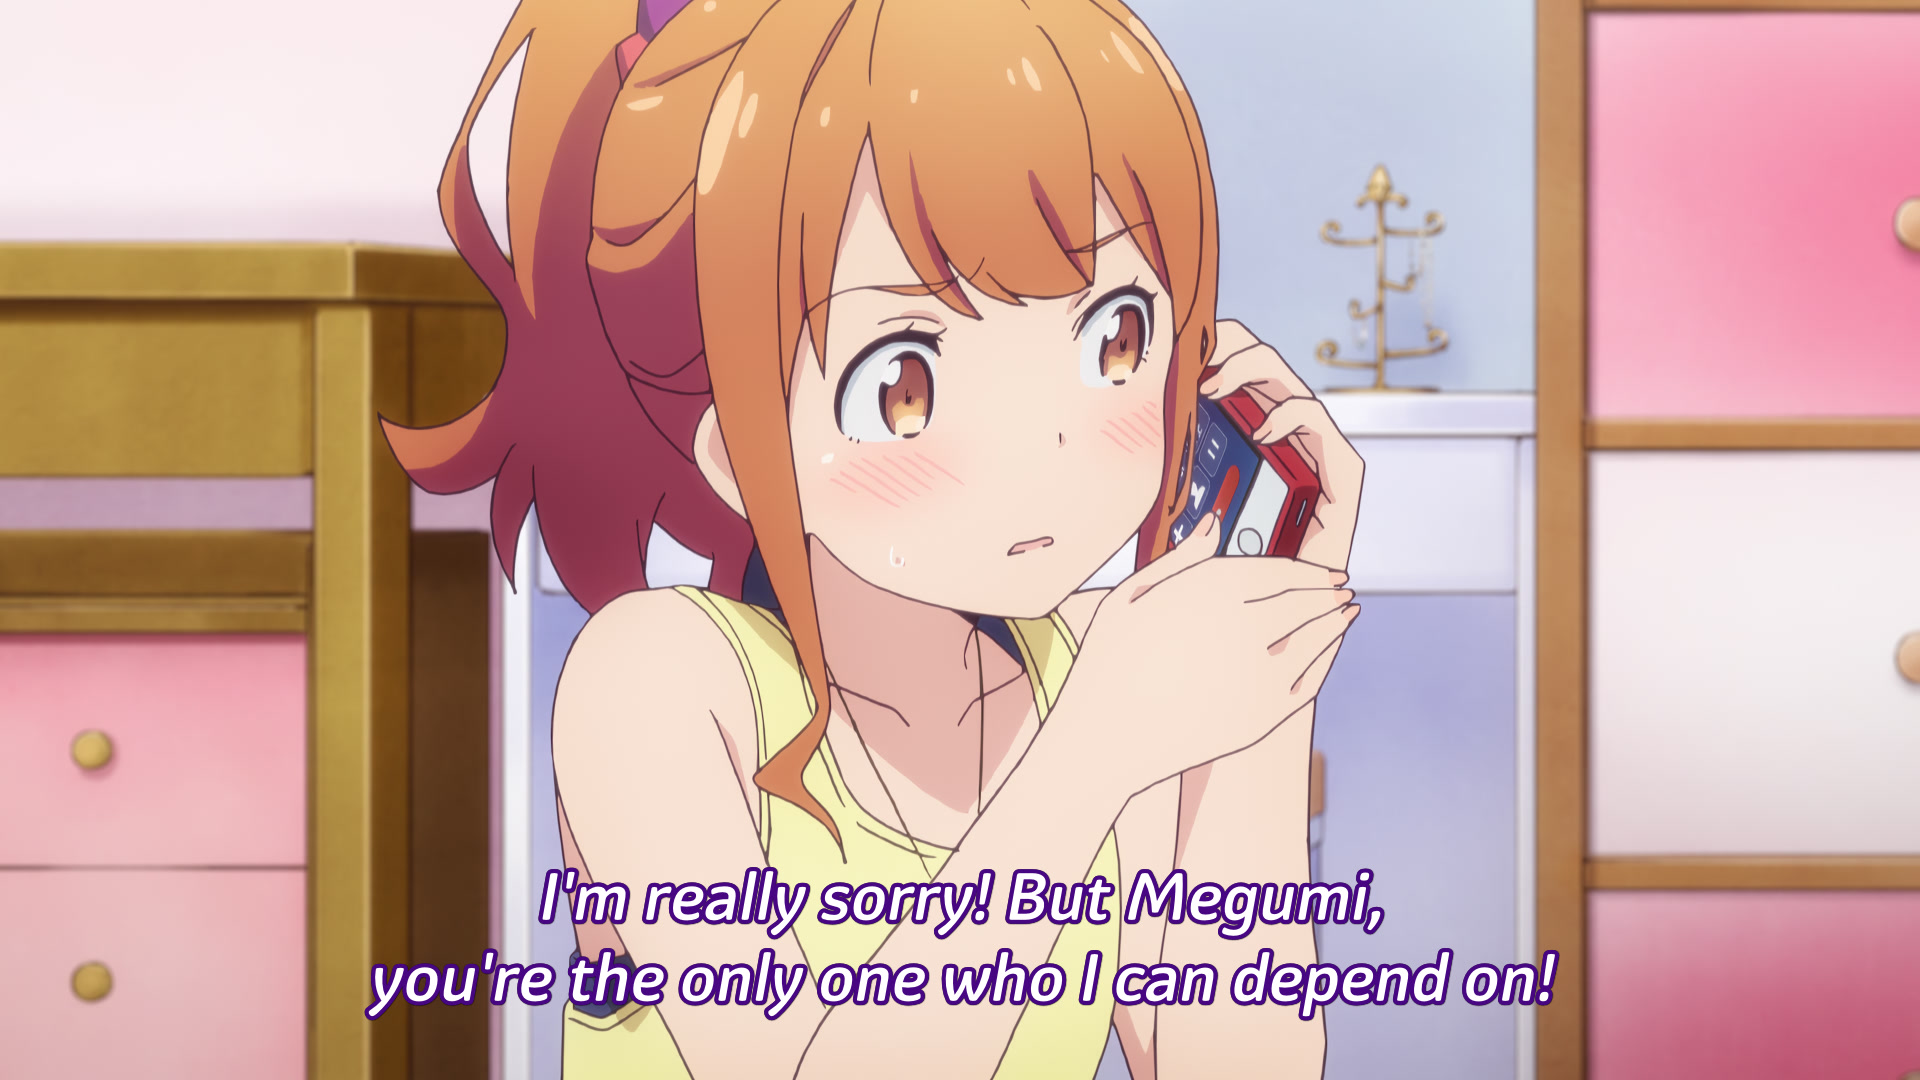 I'm really sorry! But Megumi,
you're the only one who I can depend on!